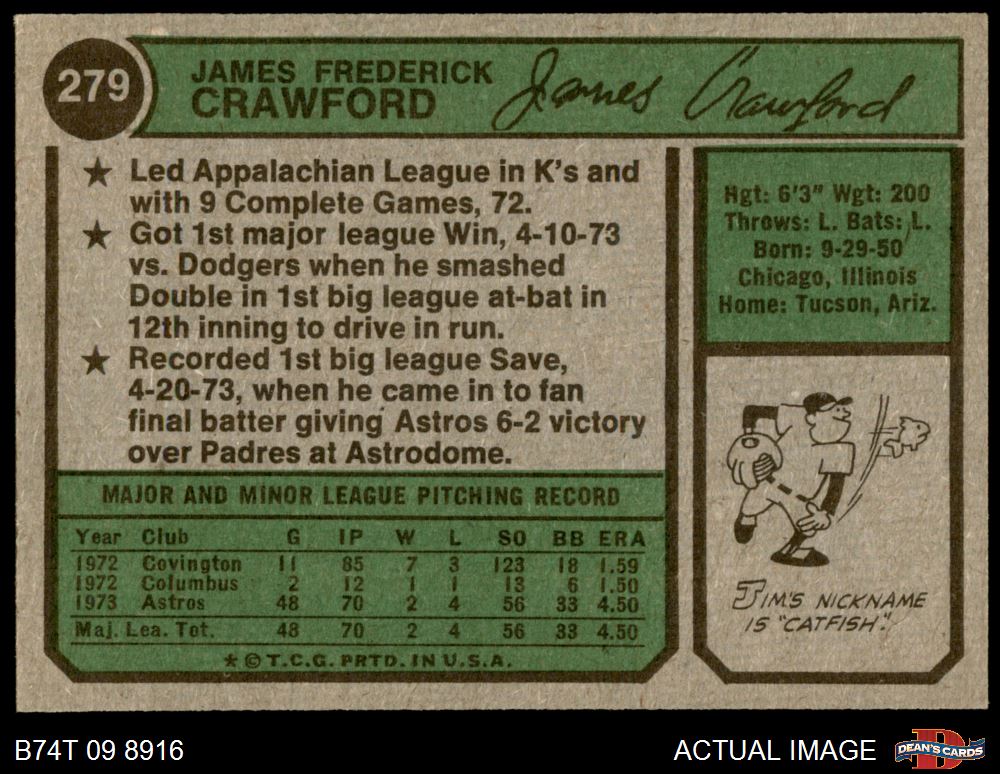 279
JAMES FREDERICK
CRAWFORD
James Crawford
★ Led Appalachian League in K's and
with 9 Complete Games, 72.
★ Got 1st major league Win, 4-10-73
vs. Dodgers when he smashed
Double in 1st big league at-bat in
12th inning to drive in run.
★ Recorded 1st big league Save,
4-20-73, when he came in to fan
final batter giving Astros 6-2 victory
over Padres at Astrodome.
Hgt: 6'3" Wgt: 200
Throws: L. Bats: L.
Born: 9-29-50
Chicago, Illinois
Home: Tucson, Ariz.
JIM'S NICKNAME
IS "CATFISH."
MAJOR AND MINOR LEAGUE PITCHING RECORD
Year Club G IP W L SO BB ERA
1972 Covington 11 85 7 3 123 18 1.59
1972 Columbus 2 12 1 1 13 6 1.50
1973 Astros 48 70 2 4 56 33 4.50
Maj. Lea. Tot. 48 70 2 4 56 33 4.50
★ © T.C.G. PRTD. IN U.S.A.
B74T 09 8916
ACTUAL IMAGE
D
DEAN'S CARDS